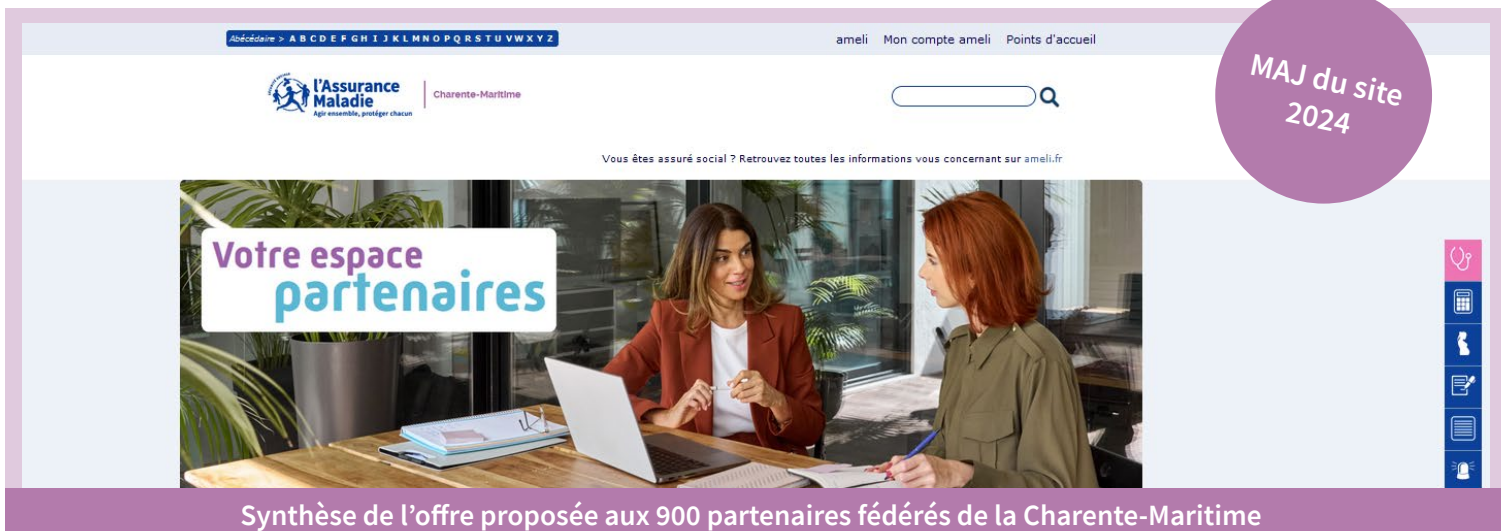 Abécédaire > A B C D E F G H I J K L M N O P Q R S T U V W X Y Z
ameli Mon compte ameli Points d'accueil
MAJ du site
2024
l'Assurance
Maladie
Agir ensemble, protéger chacun
Charente-Maritime
Vous êtes assuré social ? Retrouvez toutes les informations vous concernant sur ameli.fr
Votre espace
partenaires
Synthèse de l'offre proposée aux 900 partenaires fédérés de la Charente-Maritime